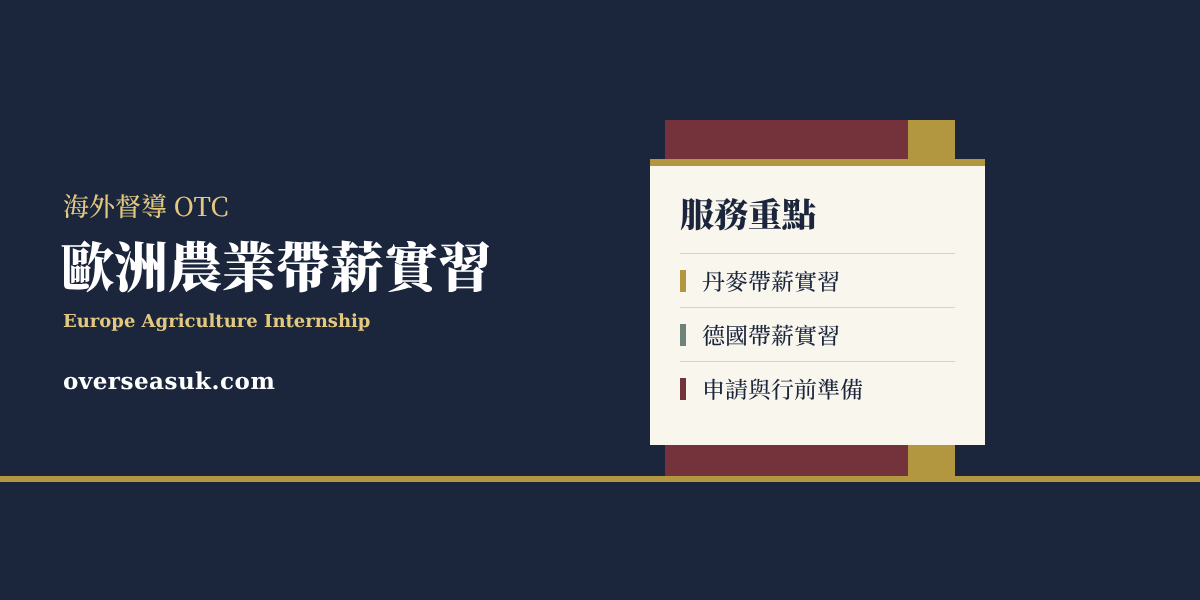 海外督導 OTC
歐洲農業帶薪實習
Europe Agriculture Internship
overseasuk.com
服務重點
丹麥帶薪實習
德國帶薪實習
申請與行前準備